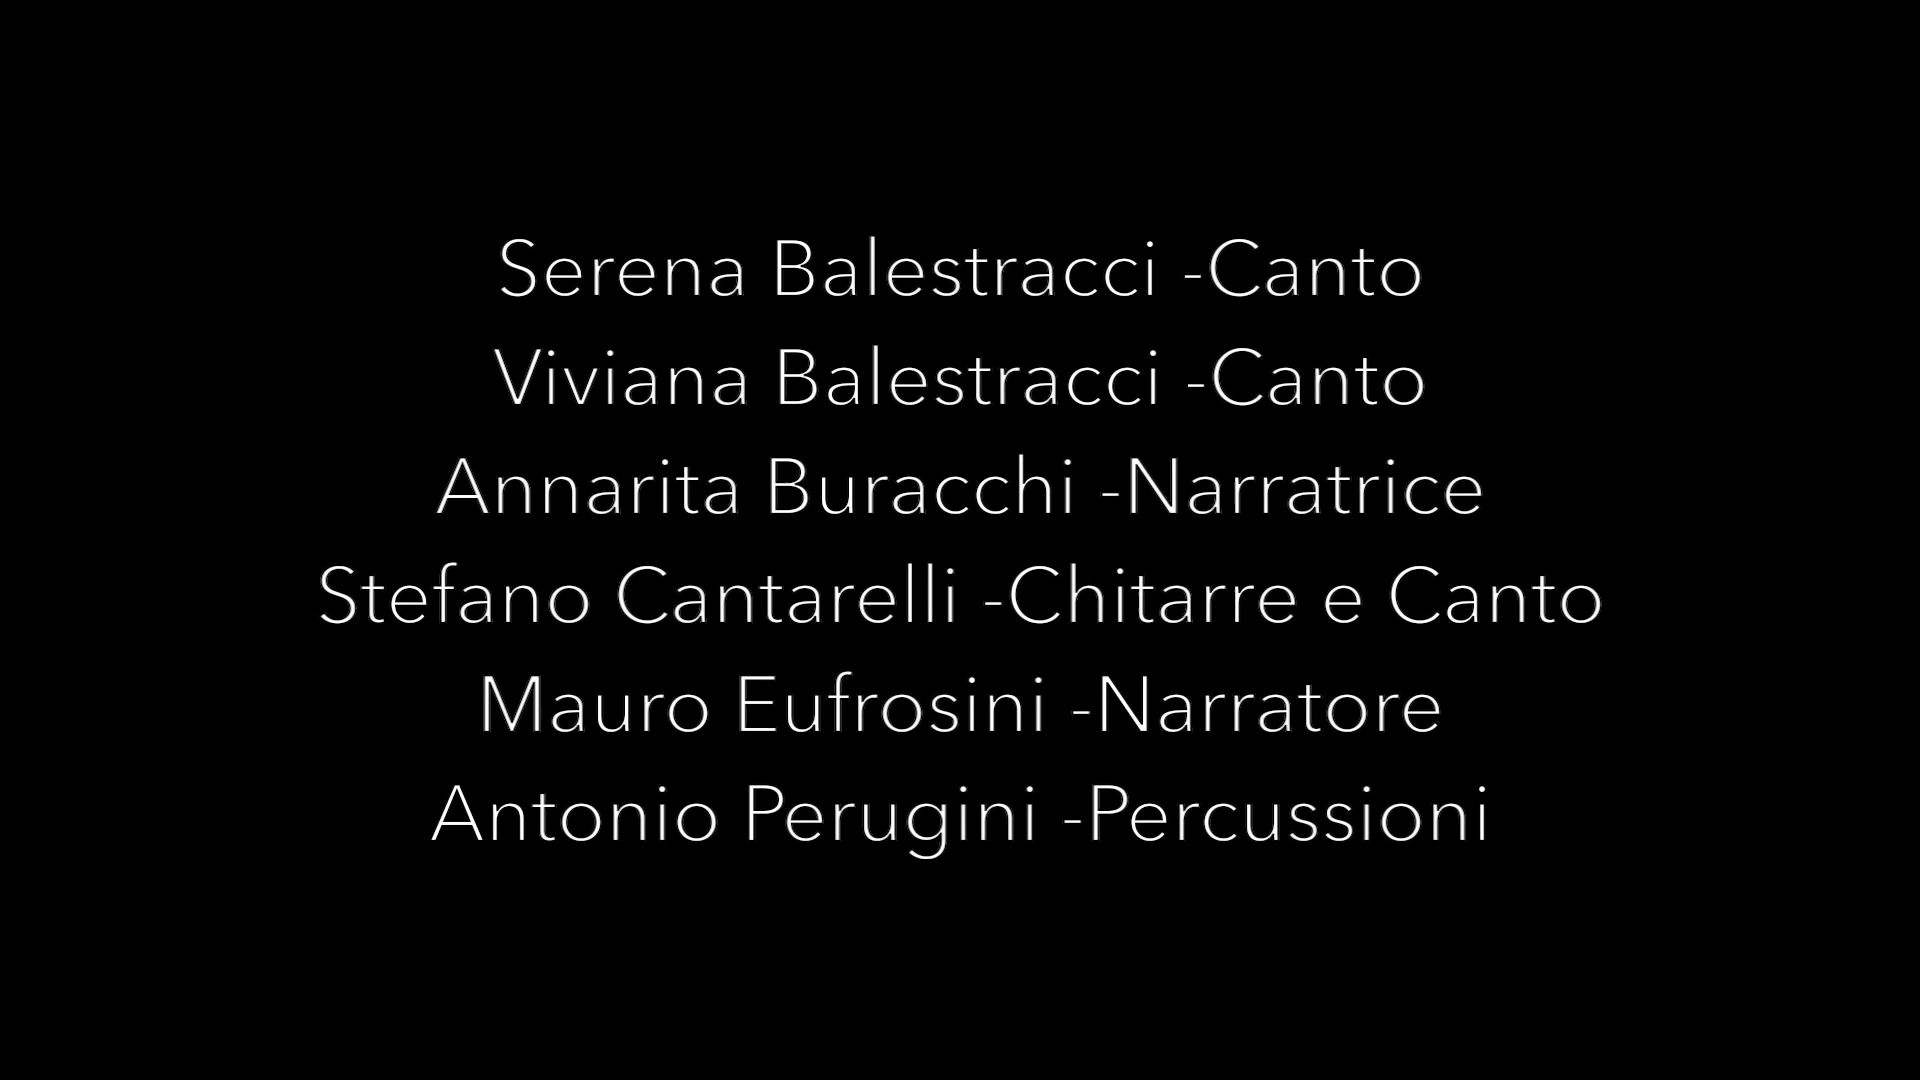 Serena Balestracci -Canto
Viviana Balestracci -Canto
Annarita Buracchi -Narratrice
Stefano Cantarelli -Chitarre e Canto
Mauro Eufrosini -Narratore
Antonio Perugini -Percussioni